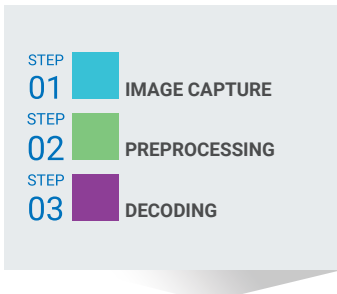 STEP
01 IMAGE CAPTURE
STEP
02 PREPROCESSING
STEP
03 DECODING